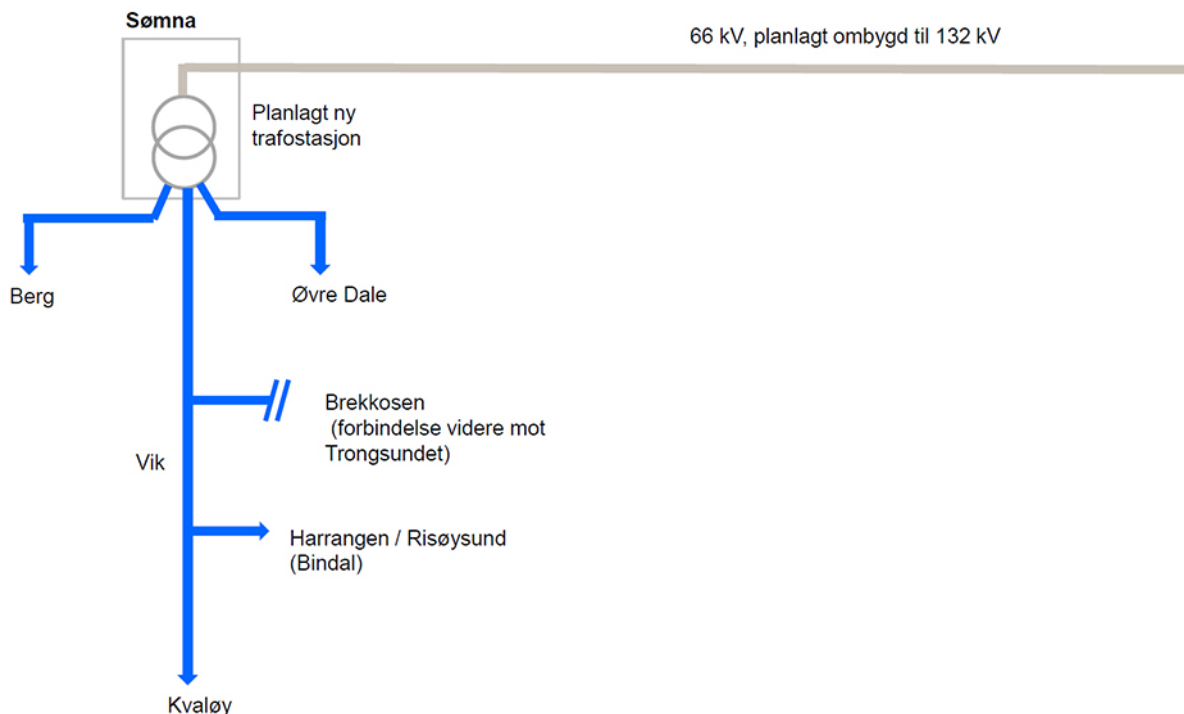 Sømna
66 kV, planlagt ombygd til 132 kV
Planlagt ny
trafostasjon
Berg
Øvre Dale
Brekkosen
(forbindelse videre mot
Trongsundet)
Vik
Harrangen / Risøysund
(Bindal)
Kvaløy